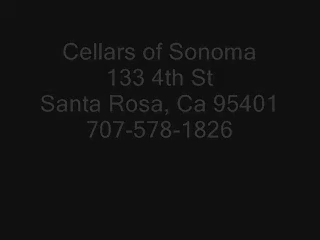 Cellars of Sonoma
133 4th St
Santa Rosa, Ca 95401
707-578-1826